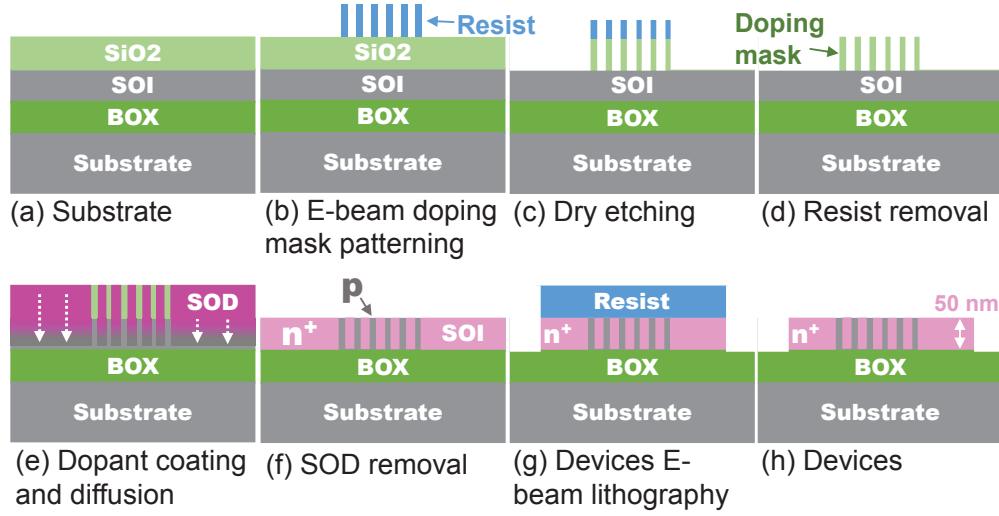 SiO2
SOI
BOX
Substrate
(a) Substrate
Resist
SiO2
SOI
BOX
Substrate
(b) E-beam doping
mask patterning
SOI
BOX
Substrate
(c) Dry etching
Doping
mask
SOI
BOX
Substrate
(d) Resist removal
SOD
BOX
Substrate
(e) Dopant coating
and diffusion
p
n+
SOI
BOX
Substrate
(f) SOD removal
Resist
n+
BOX
Substrate
(g) Devices E-
beam lithography
50 nm
n+
BOX
Substrate
(h) Devices